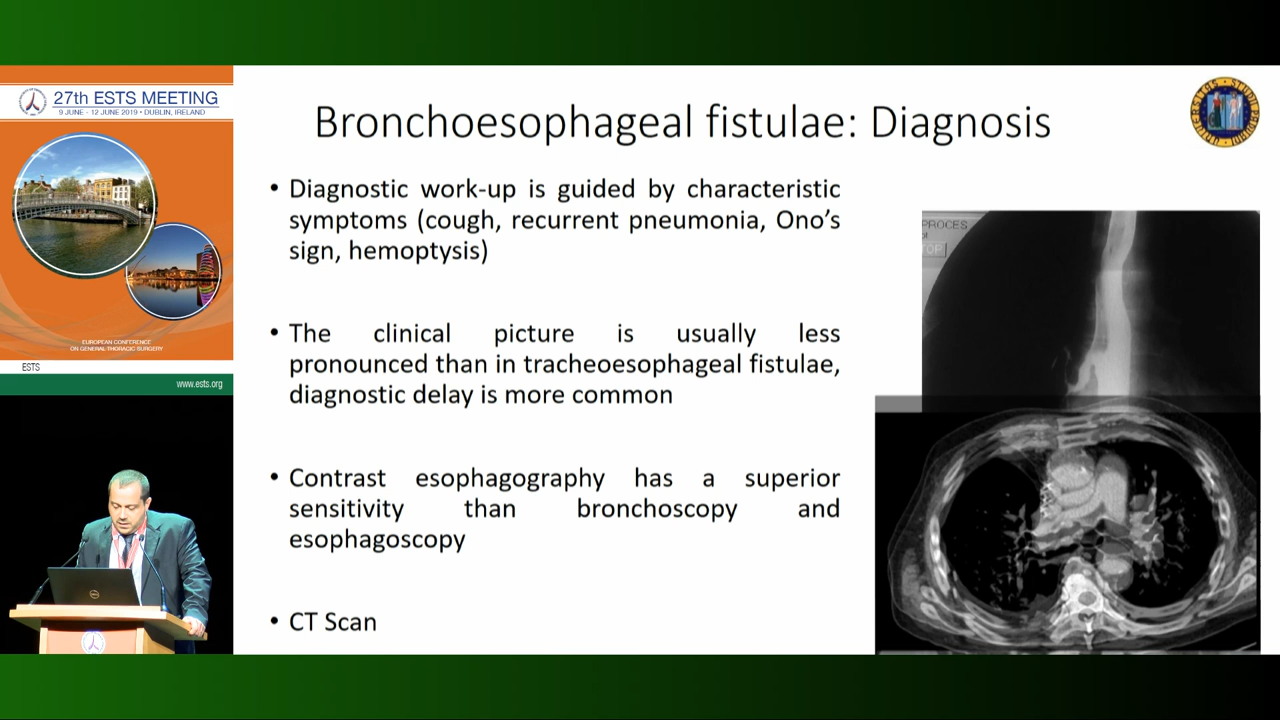 27th ESTS MEETING
9 JUNE - 12 JUNE 2019 • DUBLIN, IRELAND
EUROPEAN CONFERENCE
ON GENERAL THORACIC SURGERY
ESTS
www.ests.org
Bronchoesophageal fistulae: Diagnosis
• Diagnostic work-up is guided by characteristic
symptoms (cough, recurrent pneumonia, Ono's
sign, hemoptysis)
• The clinical picture is usually less
pronounced than in tracheoesophageal fistulae,
diagnostic delay is more common
• Contrast esophagography has a superior
sensitivity than bronchoscopy and
esophagoscopy
• CT Scan
PROCES